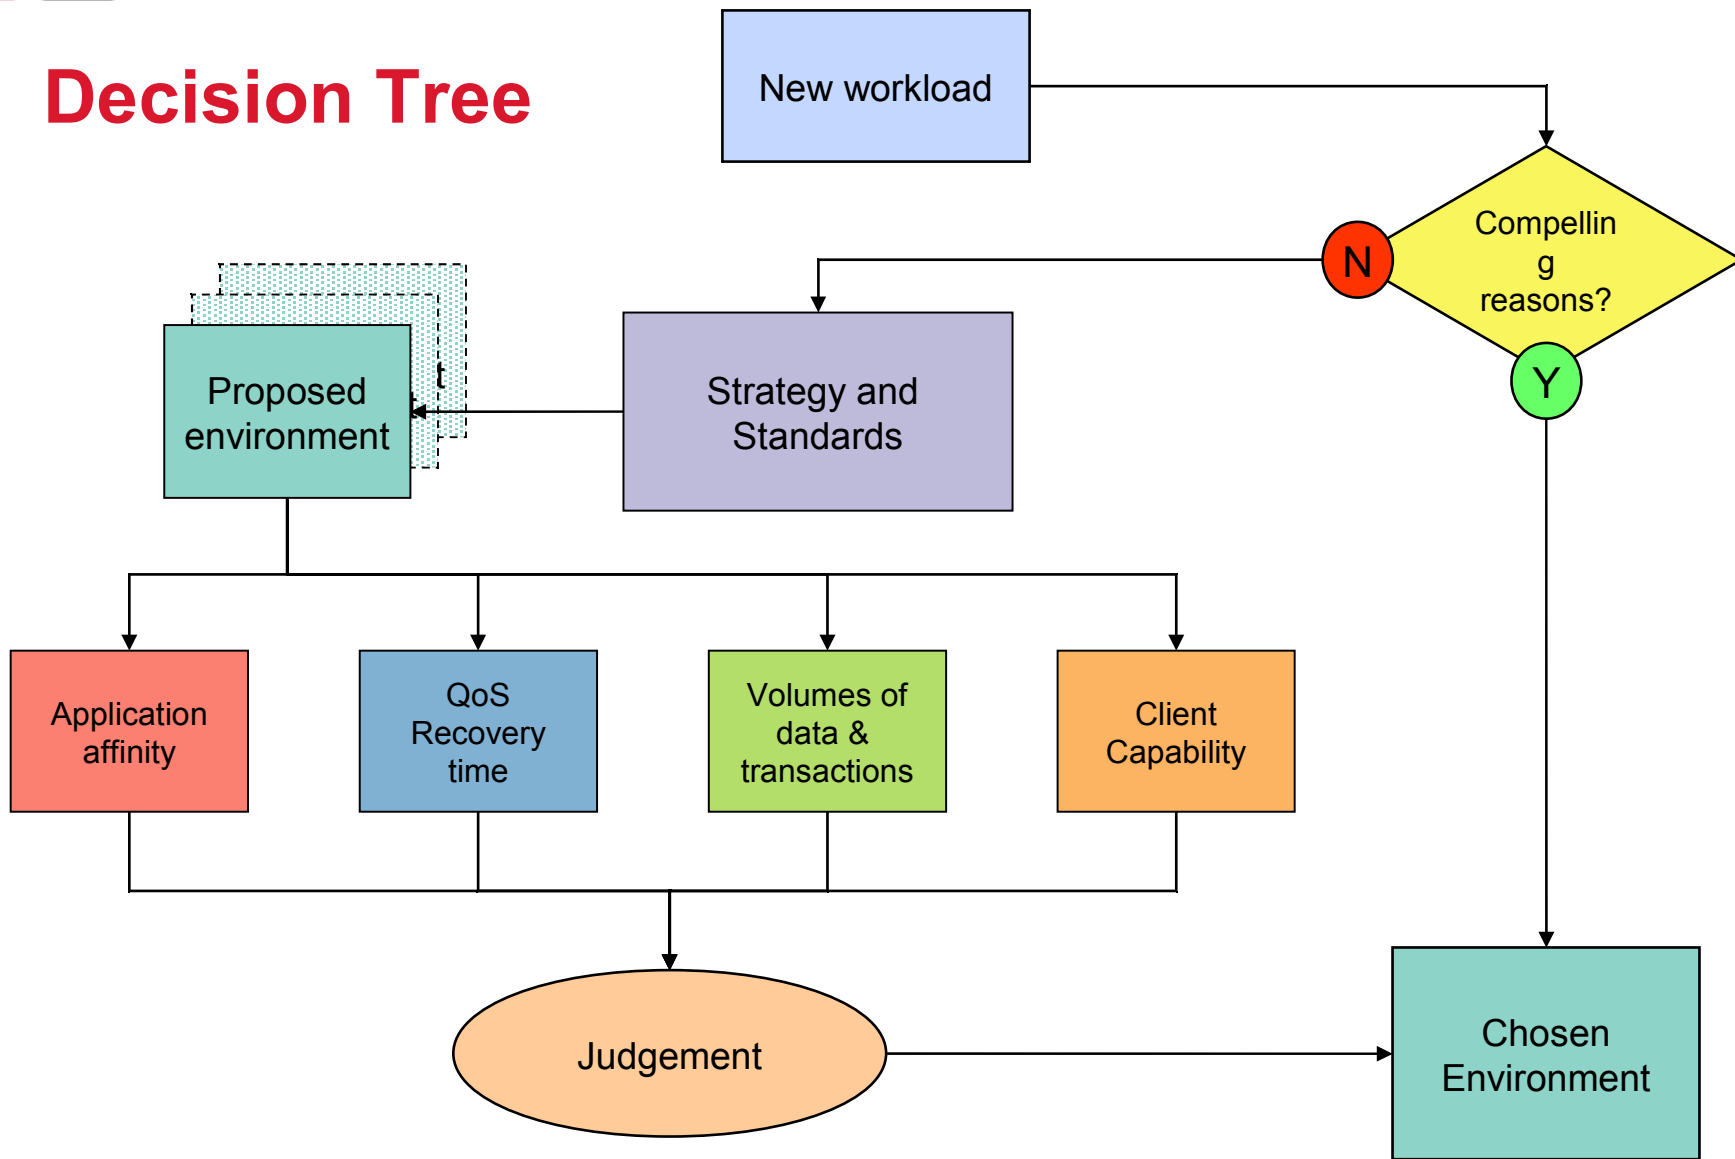 Decision Tree
New workload
Compellin
g
reasons?
N
Y
Proposed
environment
t
t
Strategy and
Standards
Application
affinity
QoS
Recovery
time
Volumes of
data &
transactions
Client
Capability
Judgement
Chosen
Environment